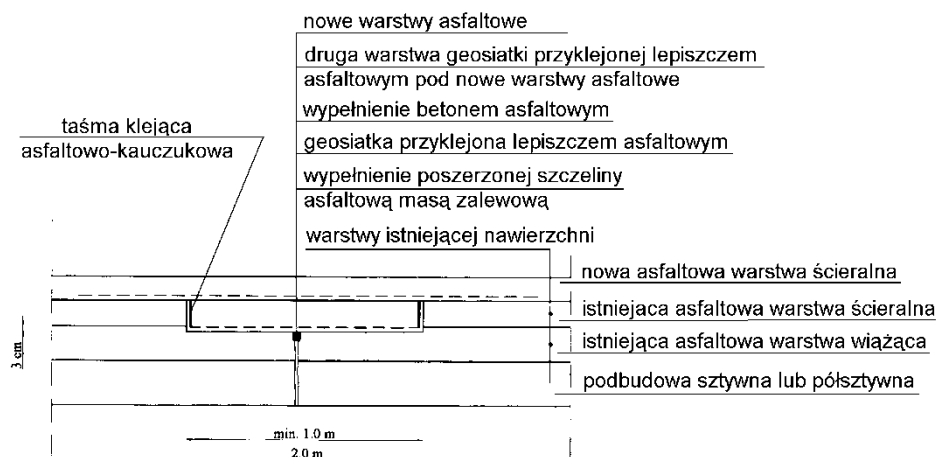 nowe warstwy asfaltowe
druga warstwa geosiatki przyklejonej lepiszczem
asfaltowym pod nowe warstwy asfaltowe
wypełnienie betonem asfaltowym
taśma klejąca
asfaltowo-kauczukowa
geosiatka przyklejona lepiszczem asfaltowym
wypełnienie poszerzonej szczeliny
asfaltową masą zalewową
warstwy istniejącej nawierzchni
nowa asfaltowa warstwa ścieralna
istniejaca asfaltowa warstwa ścieralna
istniejąca asfaltowa warstwa wiążąca
podbudowa sztywna lub półsztywna
3 cm
min. 1.0 m
2.0 m